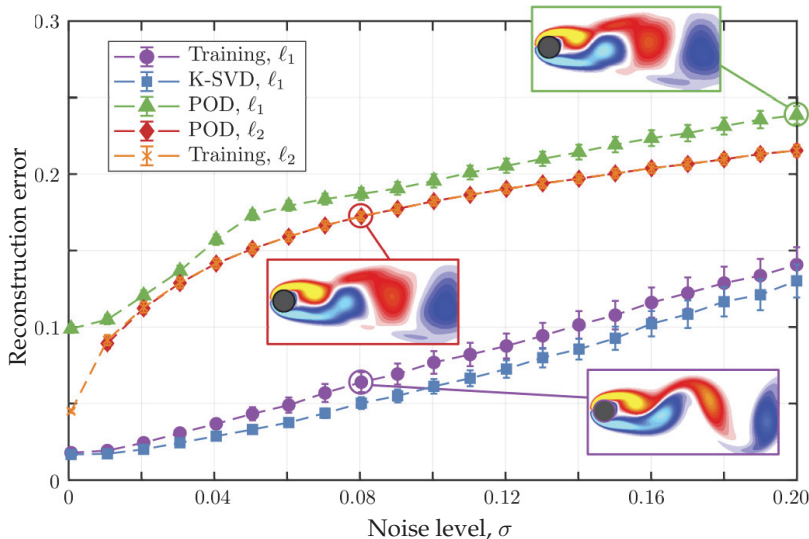 0.3
Training, ℓ₁
K-SVD, ℓ₁
POD, ℓ₁
POD, ℓ₂
Training, ℓ₂
0.2
0.1
0
Reconstruction error
0 0.04 0.08 0.12 0.16 0.20
Noise level, σ